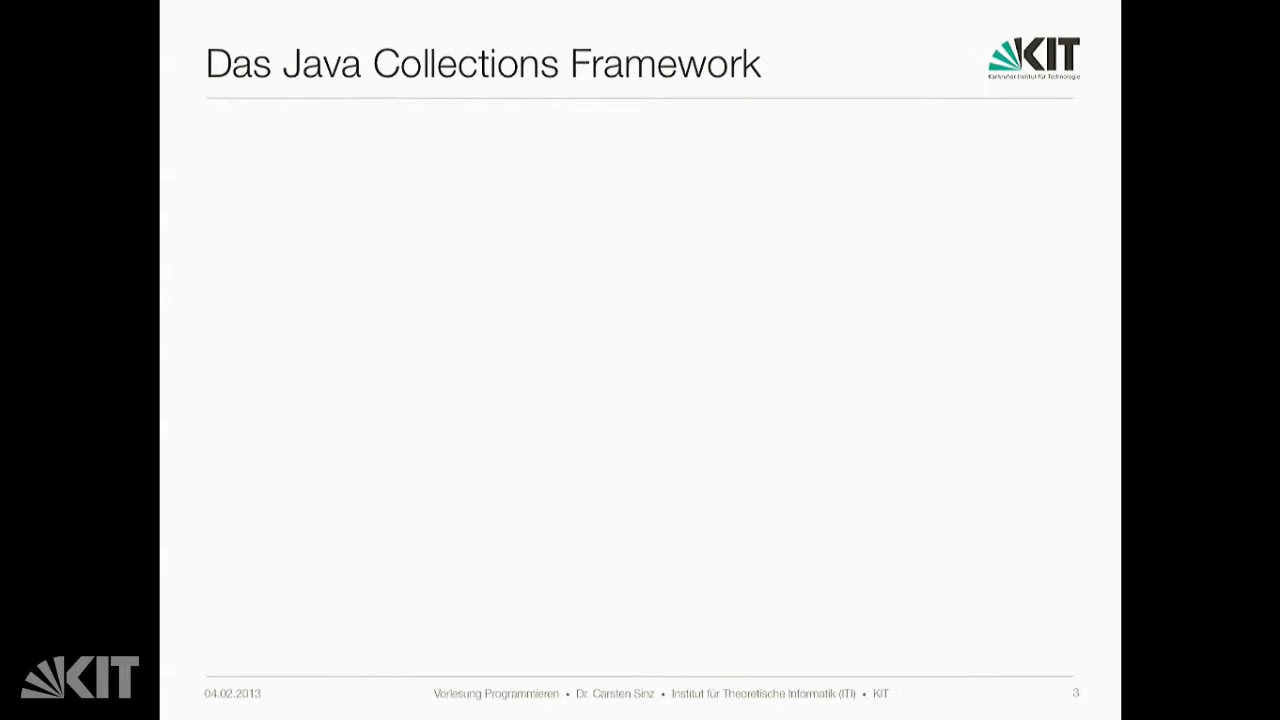 Das Java Collections Framework
KIT
Karlsruher Institut für Technologie
KIT
04.02.2013
Vorlesung Programmieren • Dr. Carsten Sinz • Institut für Theoretische Informatik (ITI) • KIT
3